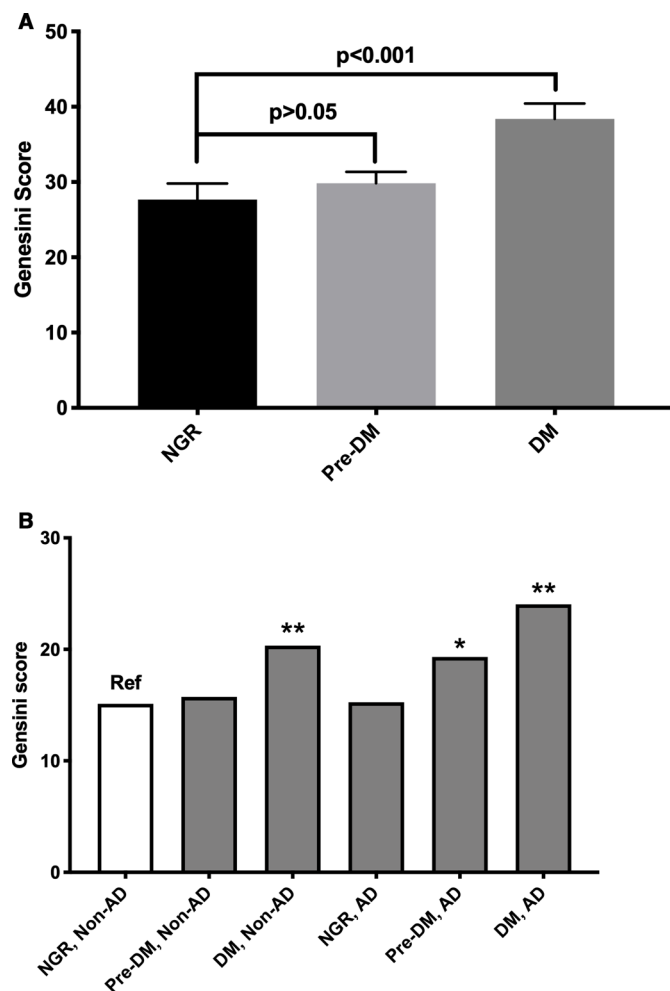 A
50
40
30
20
10
0
Genesini Score
p<0.001
p>0.05
NGR
Pre-DM
DM
B
30
20
10
0
Gensini score
Ref
**
*
**
NGR, Non-AD
Pre-DM, Non-AD
DM, Non-AD
NGR, AD
Pre-DM, AD
DM, AD